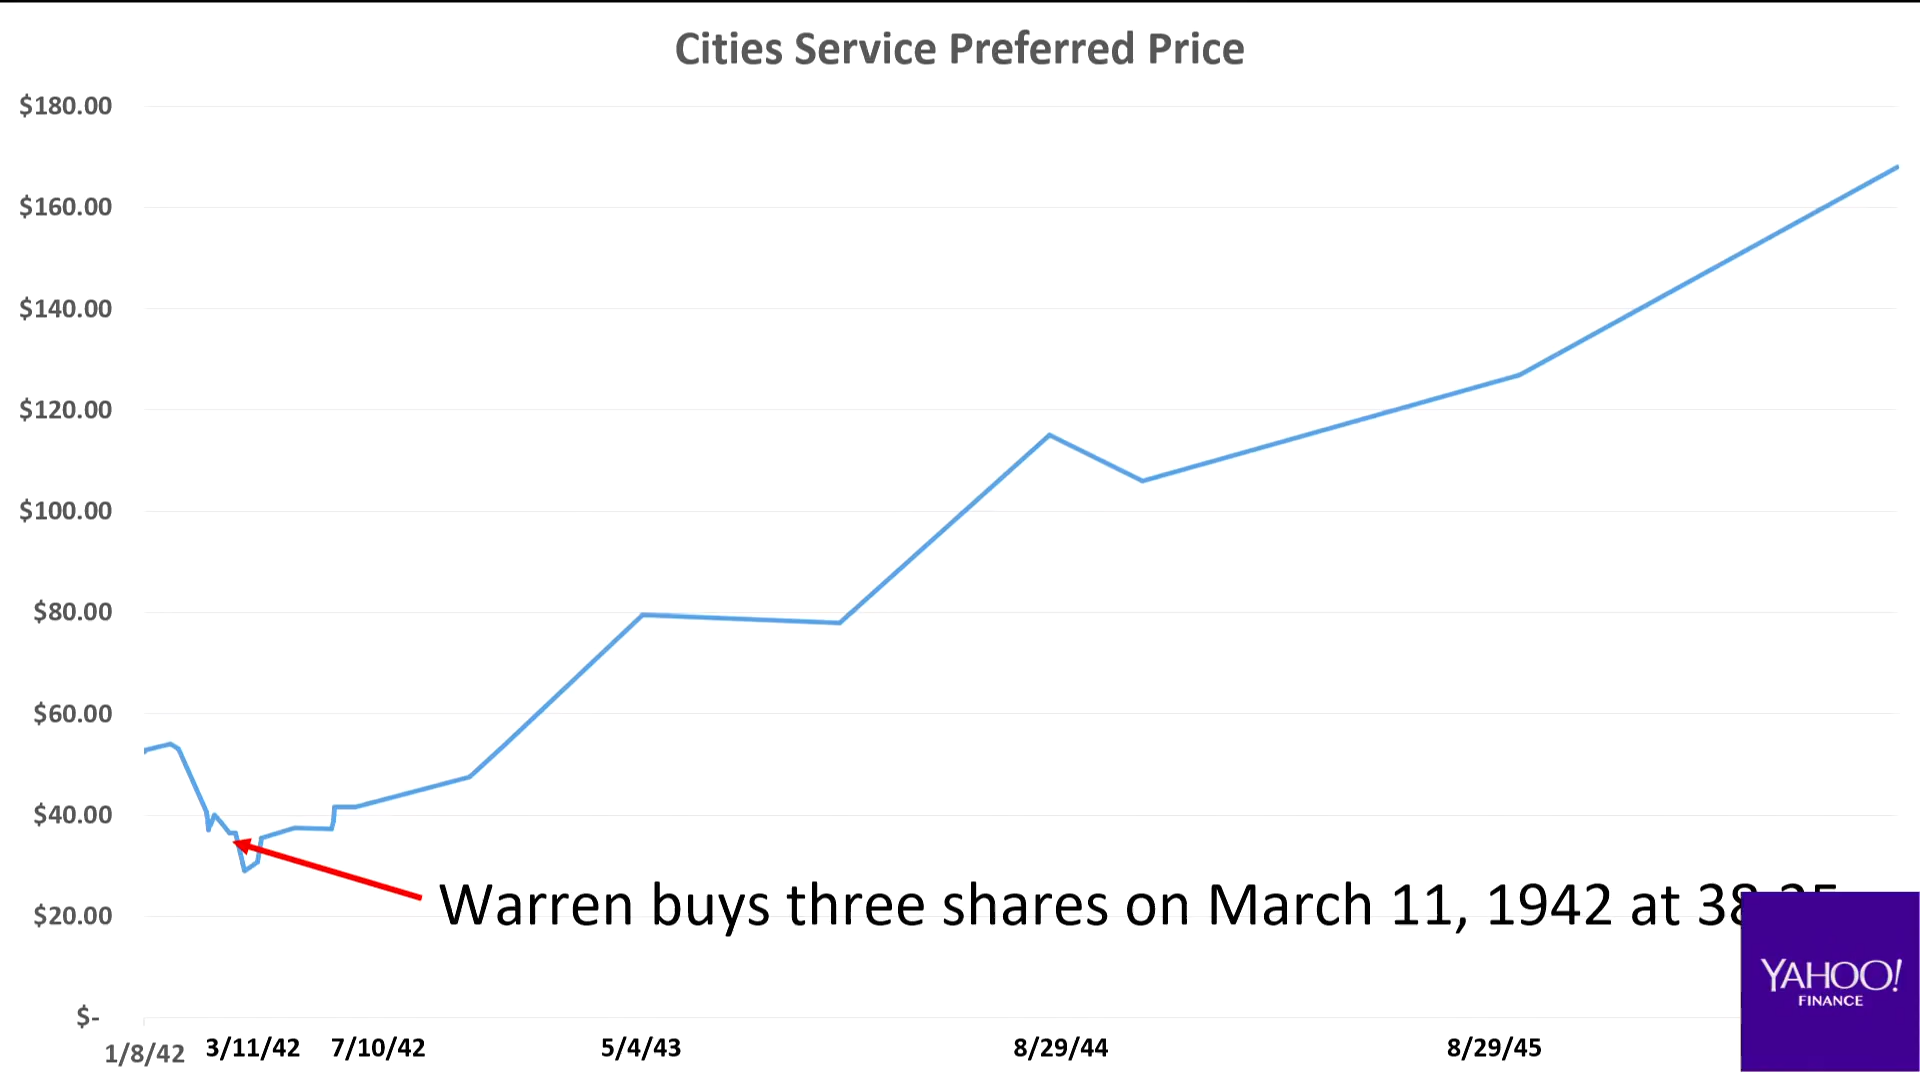 Cities Service Preferred Price
$180.00
$160.00
$140.00
$120.00
$100.00
$80.00
$60.00
$40.00
$20.00
$-
Warren buys three shares on March 11, 1942 at
1/8/42 3/11/42 7/10/42 5/4/43 8/29/44 8/29/45
YAHOO!
FINANCE